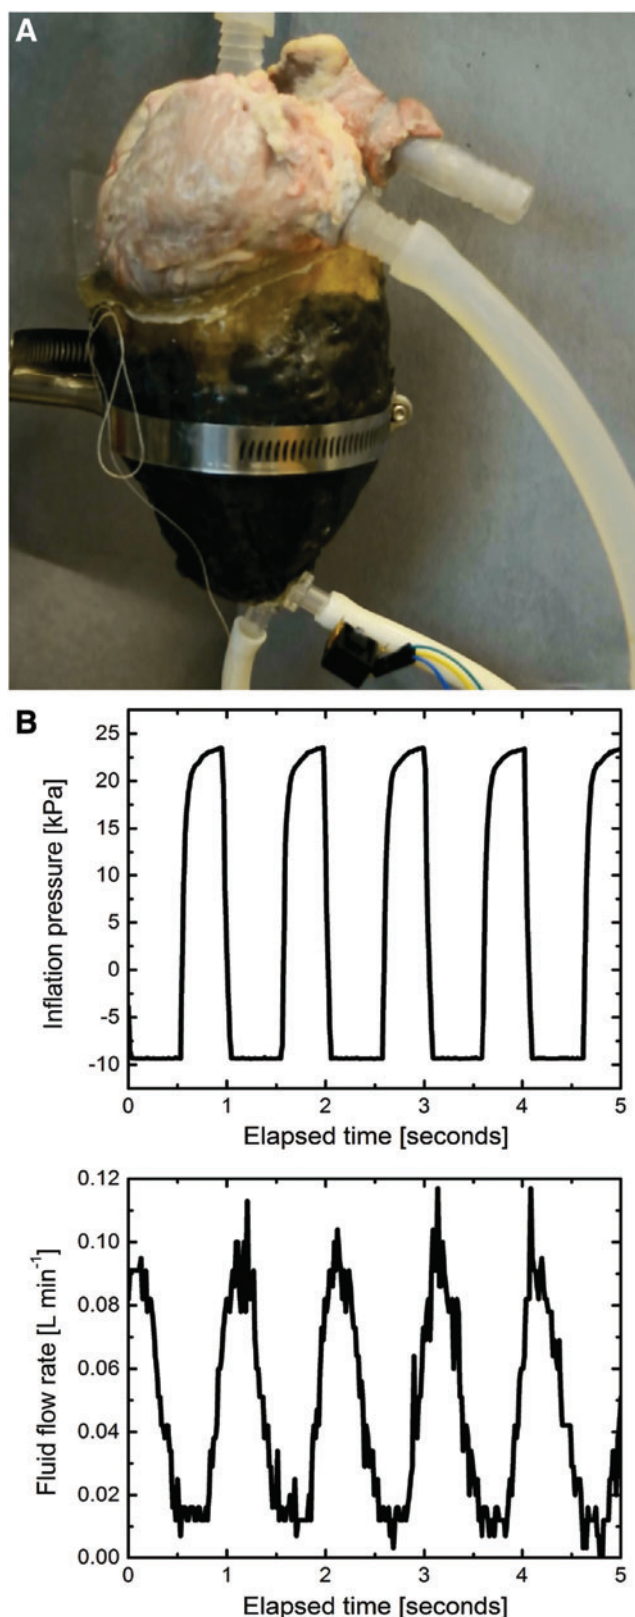 A
B
25
20
15
10
5
0
-5
-10
Inflation pressure [kPa]
0 1 2 3 4 5
Elapsed time [seconds]
0.12
0.10
0.08
0.06
0.04
0.02
0.00
Fluid flow rate [L min⁻¹]
0 1 2 3 4 5
Elapsed time [seconds]